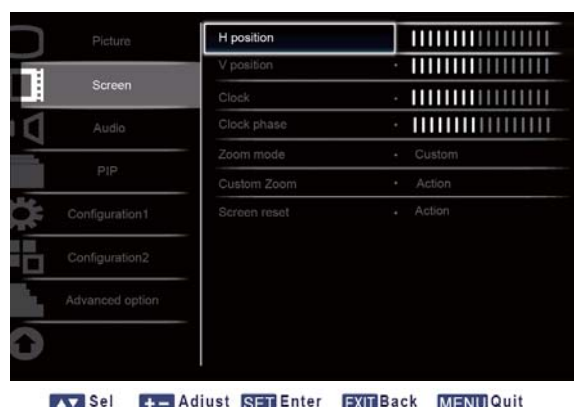 Picture
Screen
Audio
PIP
Configuration1
Configuration2
Advanced option
H position
V position
Clock
Clock phase
Zoom mode Custom
Custom Zoom Action
Screen reset Action
Sel + − Adjust SET Enter EXIT Back MENU Quit